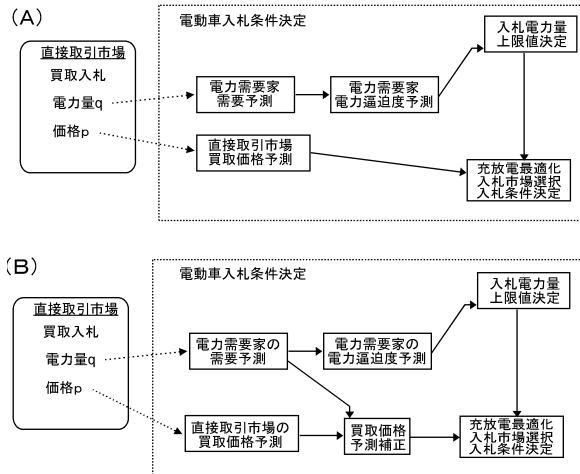 (A)
直接取引市場
買取入札
電力量q
価格p
電動車入札条件決定
電力需要家
需要予測
電力需要家
電力逼迫度予測
入札電力量
上限値決定
直接取引市場
買取価格予測
充放電最適化
入札市場選択
入札条件決定
(B)
直接取引市場
買取入札
電力量q
価格p
電動車入札条件決定
電力需要家の
需要予測
電力需要家の
電力逼迫度予測
入札電力量
上限値決定
直接取引市場の
買取価格予測
買取価格
予測補正
充放電最適化
入札市場選択
入札条件決定